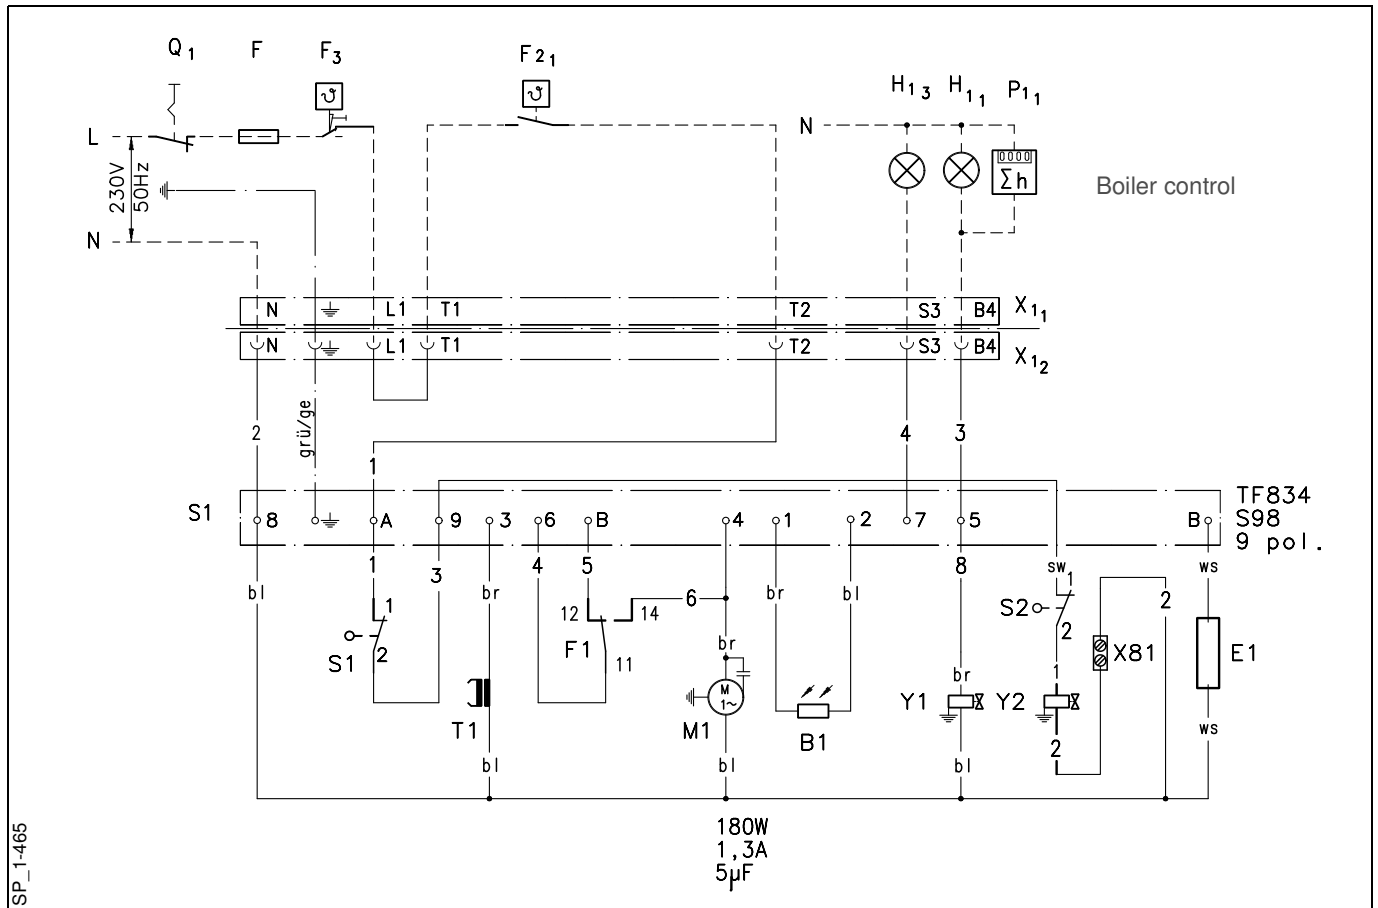 Q1 F F3 F21 H13 H11 P11
ϑ ϑ
L N 0000
Σh
230V
50Hz
Boiler control
N
N L1 T1 T2 S3 B4 X11
N L1 T1 T2 S3 B4 X12
2 grü/ge 4 3
1
S1 8 A 9 3 6 B 4 1 2 7 5 B TF834
S98
9 pol.
1 3 4 5 8 sw 1 ws
bl br 12 14 6 br bl S2 2
1
S1 2 F1 11 br 2 X81 E1
br 1
M
1~
T1 M1 B1 Y1 Y2 ws
2
bl bl bl
180W
1,3A
5µF
SP_1-465